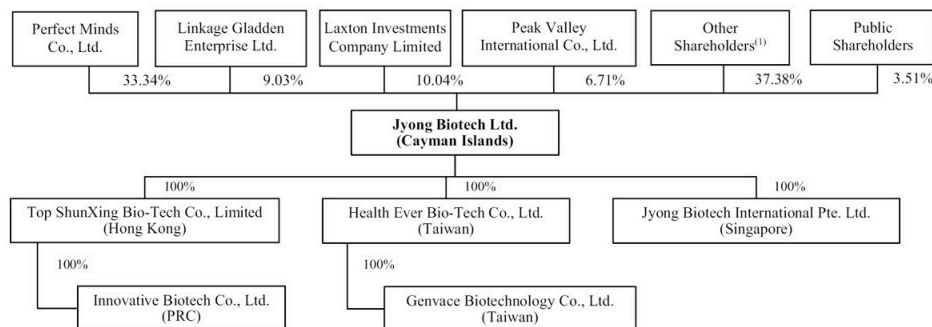 Perfect Minds
Co., Ltd.
Linkage Gladden
Enterprise Ltd.
Laxton Investments
Company Limited
Peak Valley
International Co., Ltd.
Other
Shareholders(1)
Public
Shareholders
33.34%
9.03%
10.04%
6.71%
37.38%
3.51%
Jyong Biotech Ltd.
(Cayman Islands)
100%
100%
100%
Top ShunXing Bio-Tech Co., Limited
(Hong Kong)
Health Ever Bio-Tech Co., Ltd.
(Taiwan)
Jyong Biotech International Pte. Ltd.
(Singapore)
100%
100%
Innovative Biotech Co., Ltd.
(PRC)
Genvace Biotechnology Co., Ltd.
(Taiwan)